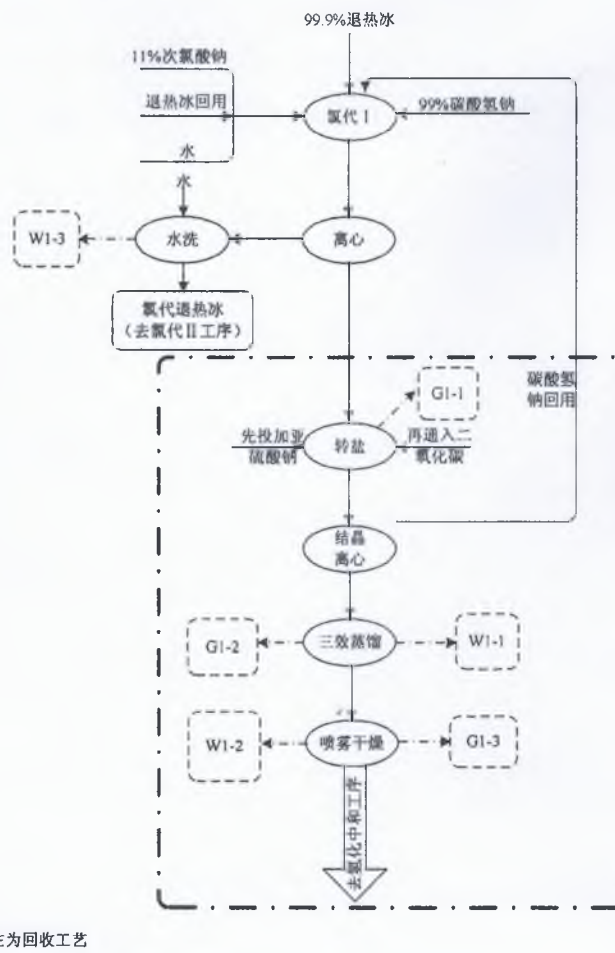 99.9%退热冰
11%次氯酸钠
退热冰回用
氯代 I
99%碳酸氢钠
水
水
W1-3
水洗
离心
氯代退热冰
(去氯代II工序)
碳酸氢
钠回用
G1-1
先投加亚
硫酸钠
转盐
再通入二
氧化碳
结晶
离心
G1-2
三效蒸馏
W1-1
W1-2
喷雾干燥
G1-3
去氯化中和工序
为回收工艺